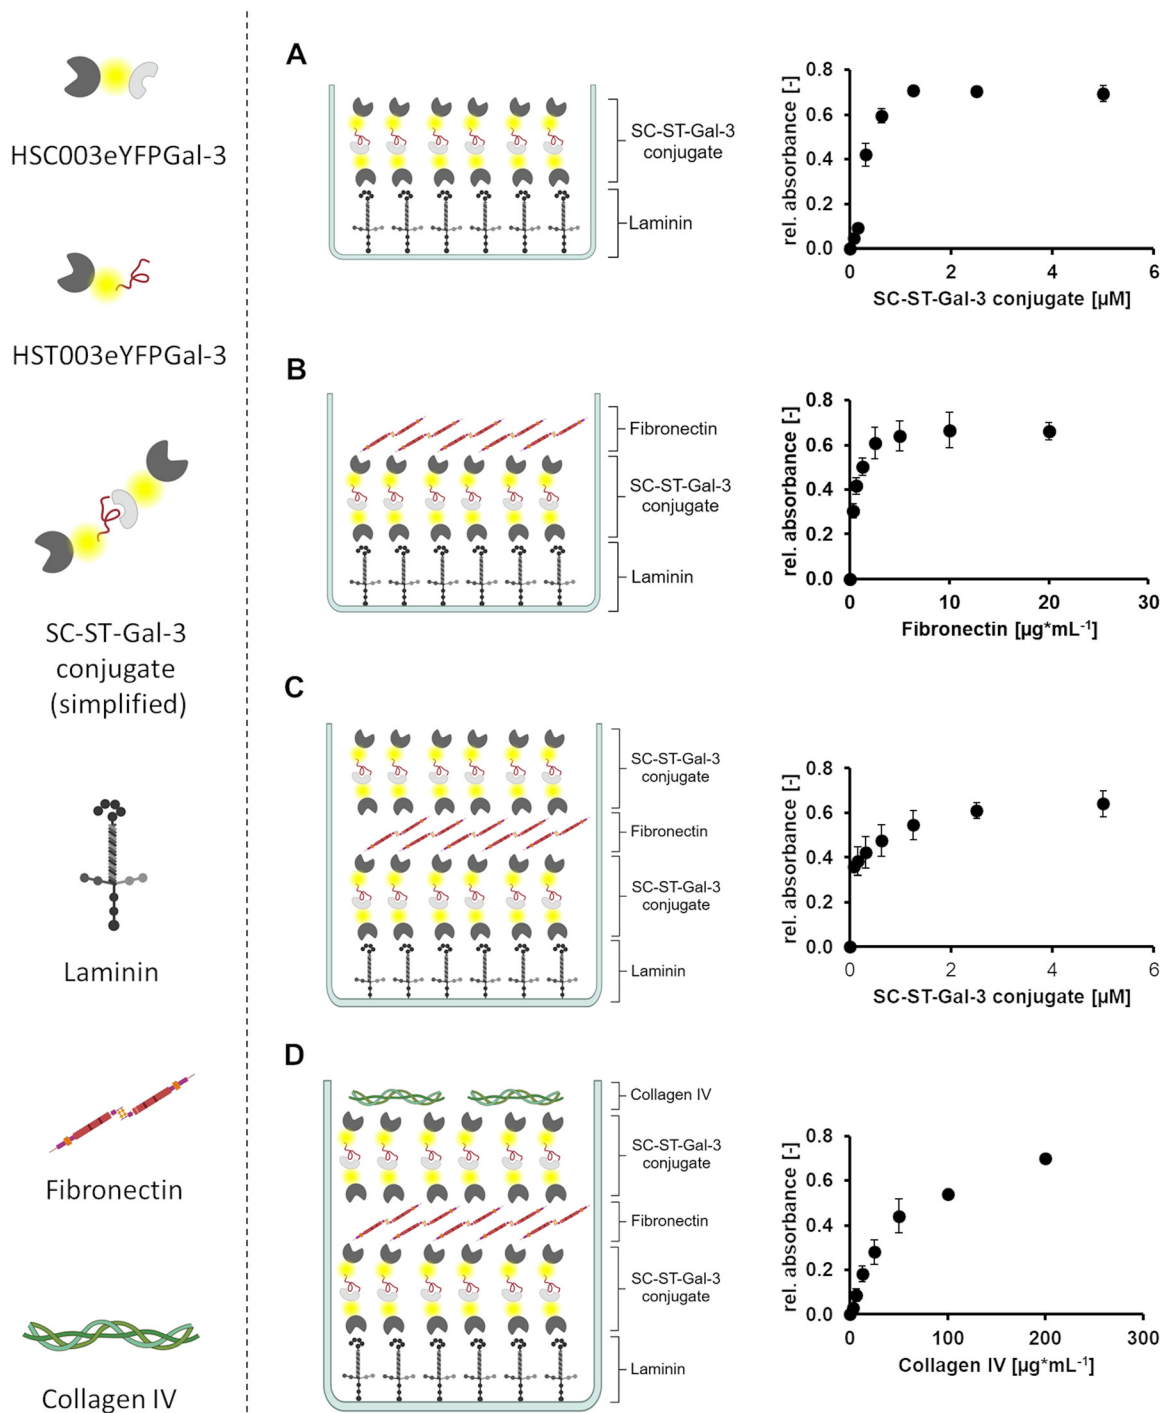 HSC003eYFPGal-3
HST003eYFPGal-3
SC-ST-Gal-3
conjugate
(simplified)
Laminin
Fibronectin
Collagen IV
A
SC-ST-Gal-3
conjugate
Laminin
rel. absorbance [-]
0.8
0.6
0.4
0.2
0.0
0 2 4 6
SC-ST-Gal-3 conjugate [µM]
B
Fibronectin
SC-ST-Gal-3
conjugate
Laminin
rel. absorbance [-]
0.8
0.6
0.4
0.2
0.0
0 10 20 30
Fibronectin [µg*mL⁻¹]
C
SC-ST-Gal-3
conjugate
Fibronectin
SC-ST-Gal-3
conjugate
Laminin
rel. absorbance [-]
0.8
0.6
0.4
0.2
0.0
0 2 4 6
SC-ST-Gal-3 conjugate [µM]
D
Collagen IV
SC-ST-Gal-3
conjugate
Fibronectin
SC-ST-Gal-3
conjugate
Laminin
rel. absorbance [-]
0.8
0.6
0.4
0.2
0.0
0 100 200 300
Collagen IV [µg*mL⁻¹]